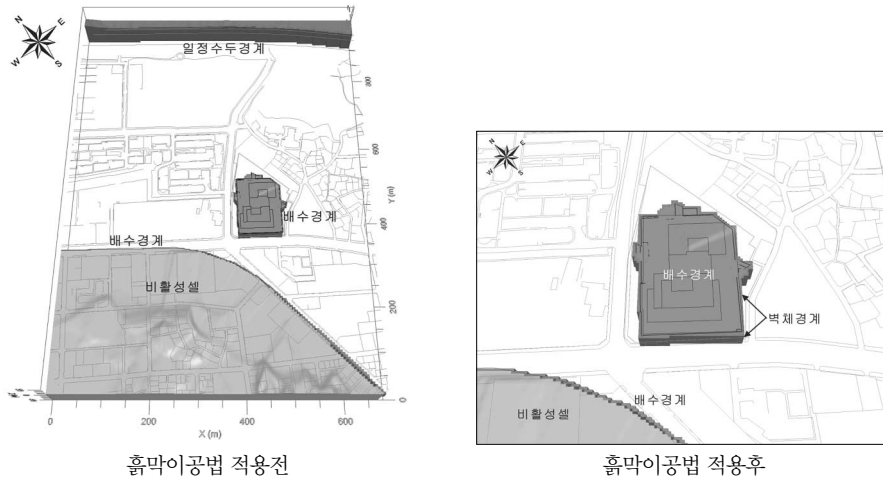 N
E
W
S
일정수두경계
800
600
Y (m)
400
배수경계
배수경계
비활성셀
200
0
0
200
400
600
X (m)
흙막이공법 적용전
N
E
W
S
배수경계
벽체경계
배수경계
비활성셀
흙막이공법 적용후